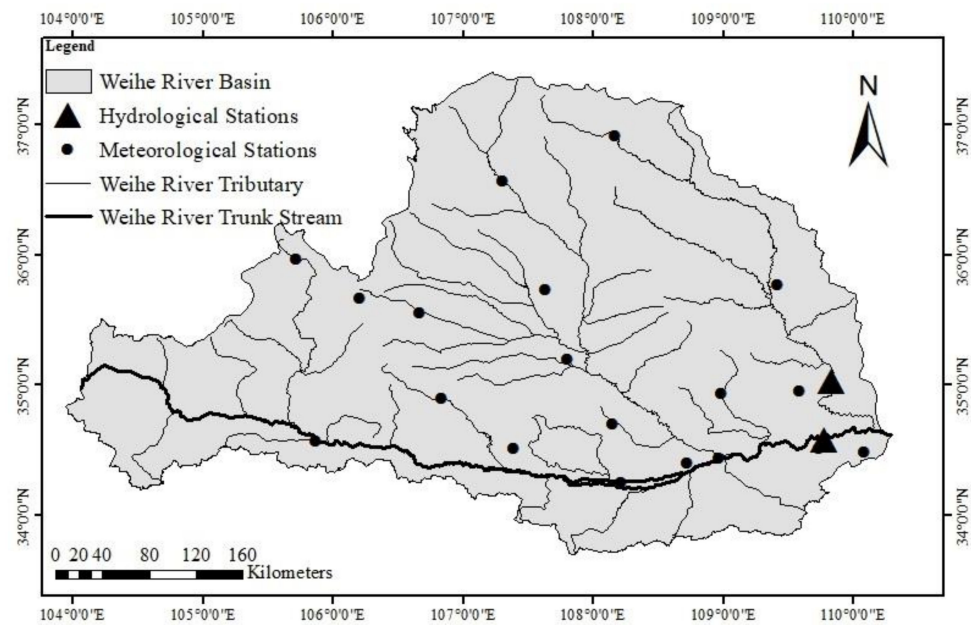 104°0'0"E 105°0'0"E 106°0'0"E 107°0'0"E 108°0'0"E 109°0'0"E 110°0'0"E
Legend
Weihe River Basin
Hydrological Stations
Meteorological Stations
Weihe River Tributary
Weihe River Trunk Stream
N
37°0'0"N
36°0'0"N
35°0'0"N
34°0'0"N
37°0'0"N
36°0'0"N
35°0'0"N
34°0'0"N
0 20 40 80 120 160
Kilometers
104°0'0"E 105°0'0"E 106°0'0"E 107°0'0"E 108°0'0"E 109°0'0"E 110°0'0"E